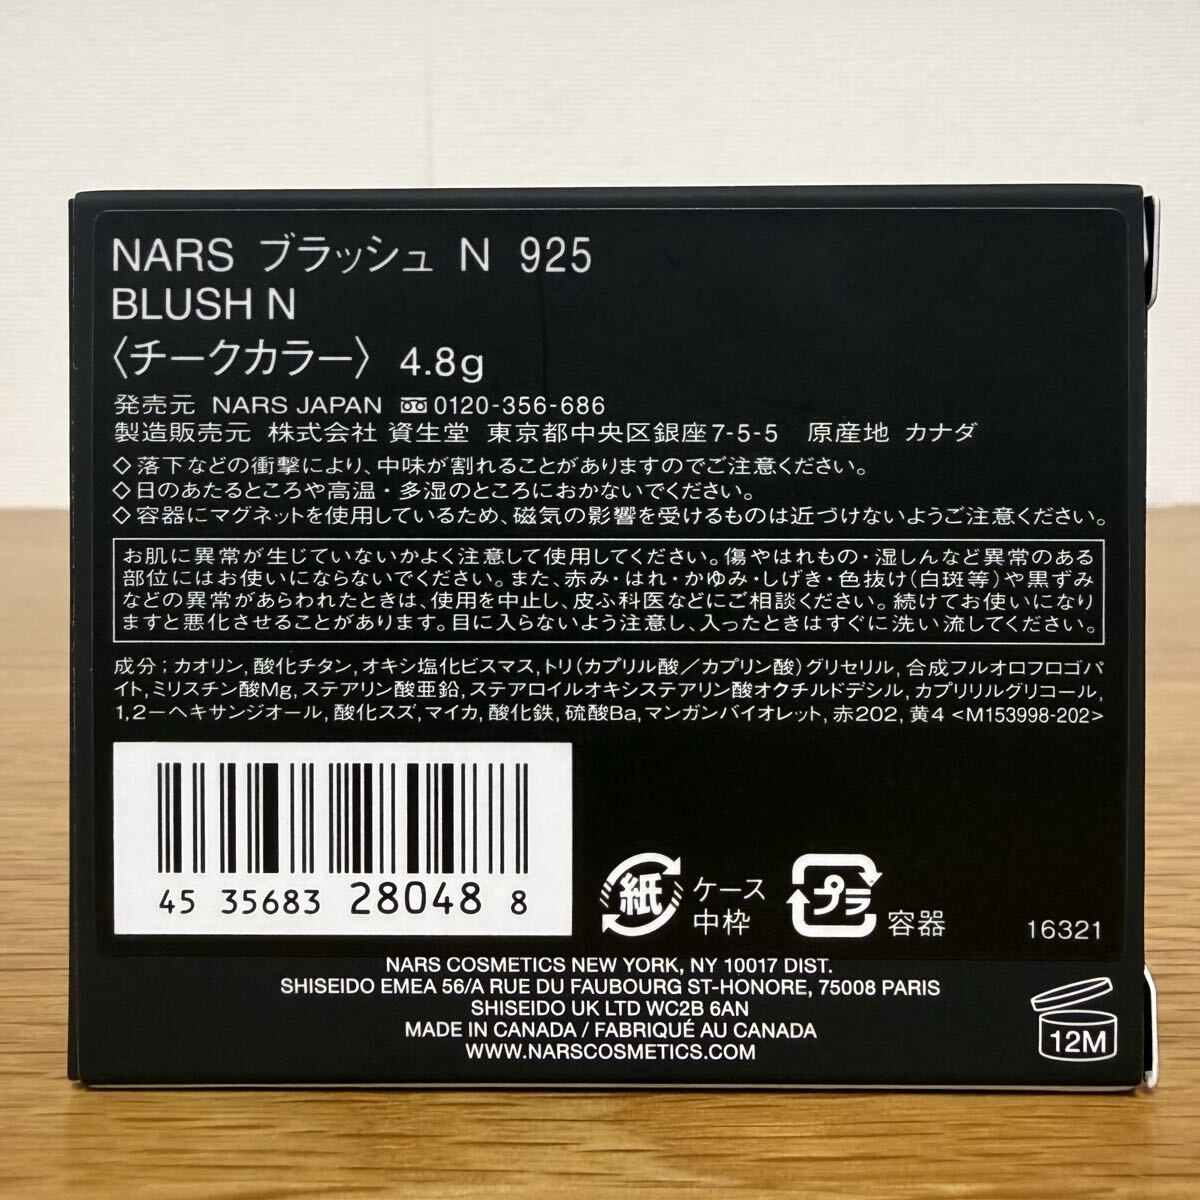 NARS ブラッシュ N 925
BLUSH N
〈チークカラー〉 4.8g
発売元 NARS JAPAN 0120-356-686
製造販売元 株式会社 資生堂 東京都中央区銀座7-5-5 原産地 カナダ
◇落下などの衝撃により、中味が割れることがありますのでご注意ください。
◇日のあたるところや高温・多湿のところにおかないでください。
◇容器にマグネットを使用しているため、磁気の影響を受けるものは近づけないようご注意ください。
お肌に異常が生じていないかよく注意して使用してください。傷やはれもの・湿しんなど異常のある
部位にはお使いにならないでください。また、赤み・はれ・かゆみ・しげき・色抜け(白斑等)や黒ずみ
などの異常があらわれたときは、使用を中止し、皮ふ科医などにご相談ください。続けてお使いになり
ますと悪化させることがあります。目に入らないよう注意し、入ったときはすぐに洗い流してください。
成分:カオリン,酸化チタン,オキシ塩化ビスマス,トリ(カプリル酸/カプリン酸)グリセリル,合成フルオロフロゴパ
イト,ミリスチン酸Mg,ステアリン酸亜鉛,ステアロイルオキシステアリン酸オクチルドデシル,カプリリルグリコール,
1,2-ヘキサンジオール,酸化スズ,マイカ,酸化鉄,硫酸Ba,マンガンバイオレット,赤202,黄4 <M153998-202>
45 35683 28048 8
紙 ケース
中枠
プラ 容器
16321
NARS COSMETICS NEW YORK, NY 10017 DIST.
SHISEIDO EMEA 56/A RUE DU FAUBOURG ST-HONORE, 75008 PARIS
SHISEIDO UK LTD WC2B 6AN
MADE IN CANADA / FABRIQUÉ AU CANADA
WWW.NARSCOSMETICS.COM
12M